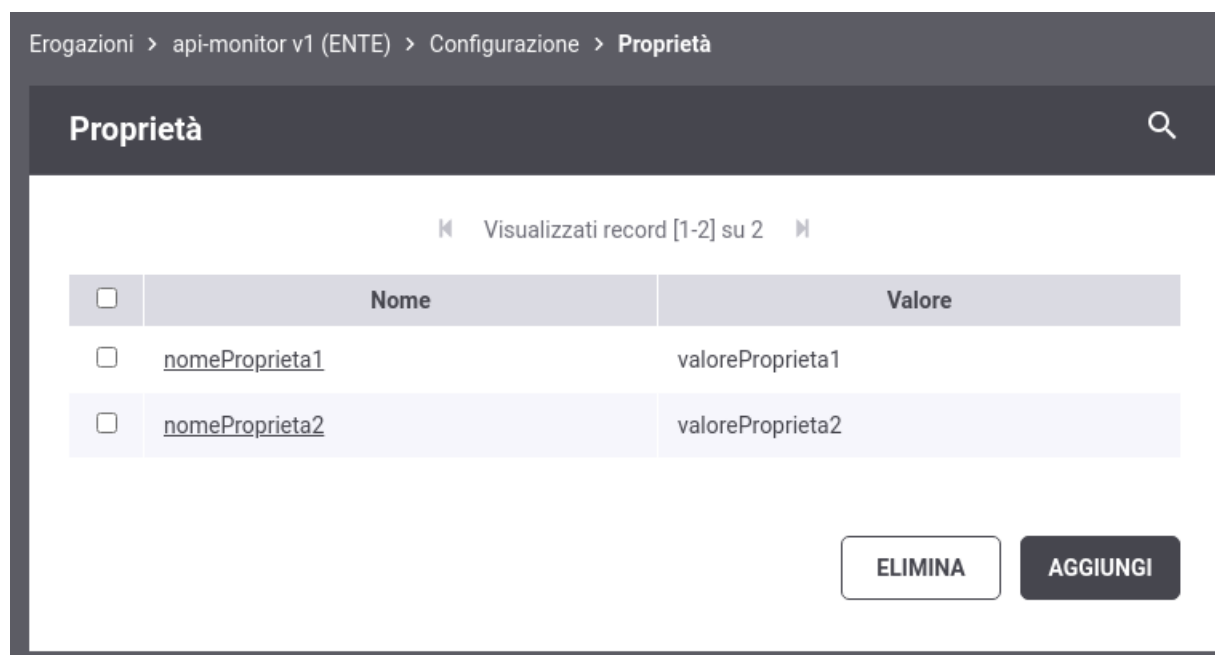 Erogazioni > api-monitor v1 (ENTE) > Configurazione > Proprietà
Proprietà
Visualizzati record [1-2] su 2
Nome Valore
nomeProprieta1 valoreProprieta1
nomeProprieta2 valoreProprieta2
ELIMINA AGGIUNGI